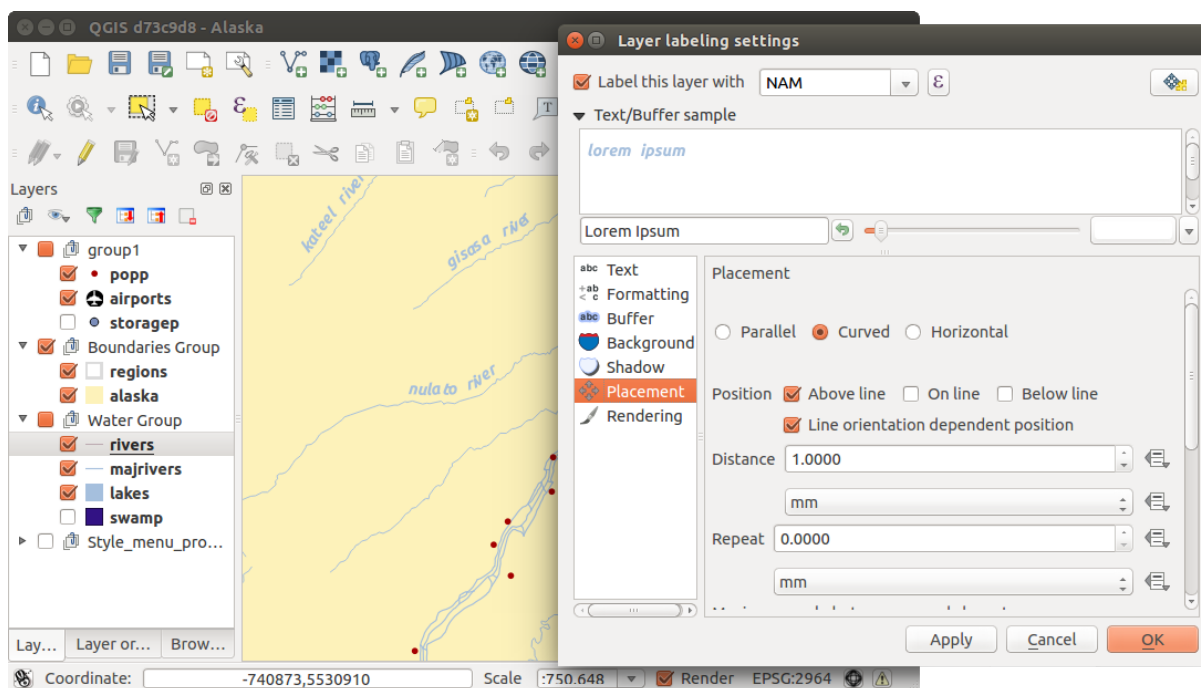 QGIS d73c9d8 - Alaska
Layers
group1
popp
airports
storagep
Boundaries Group
regions
alaska
Water Group
rivers
majrivers
lakes
swamp
Style_menu_pro...
Lay...
Layer or...
Brow...
kateel river
gisasa river
nulato river
Coordinate:
-740873,5530910
Scale
:750.648
Render
EPSG:2964
Layer labeling settings
Label this layer with
NAM
ε
Text/Buffer sample
lorem ipsum
Lorem Ipsum
abc Text
+ab < c Formatting
abc Buffer
Background
Shadow
Placement
Rendering
Placement
Parallel
Curved
Horizontal
Position
Above line
On line
Below line
Line orientation dependent position
Distance
1.0000
mm
Repeat
0.0000
mm
Apply
Cancel
OK